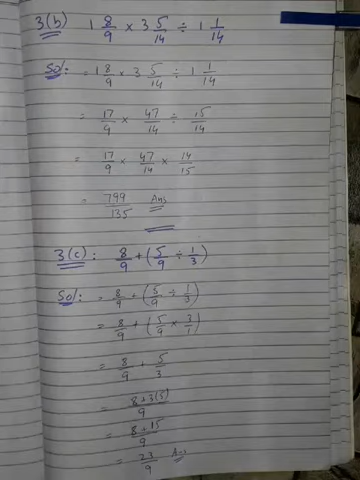 3(b) 1 8/9 × 3 5/14 ÷ 1 1/14
Sol: = 1 8/9 × 3 5/14 ÷ 1 1/14
= 17/9 × 47/14 ÷ 15/14
= 17/9 × 47/14 × 14/15
= 799/135 Ans
3(c): 8/9 + (5/9 ÷ 1/3)
Sol: = 8/9 + (5/9 ÷ 1/3)
= 8/9 + (5/9 × 3/1)
= 8/9 + 5/3
= 8+3(5)/9
= 8+15/9
= 23/9 Ans